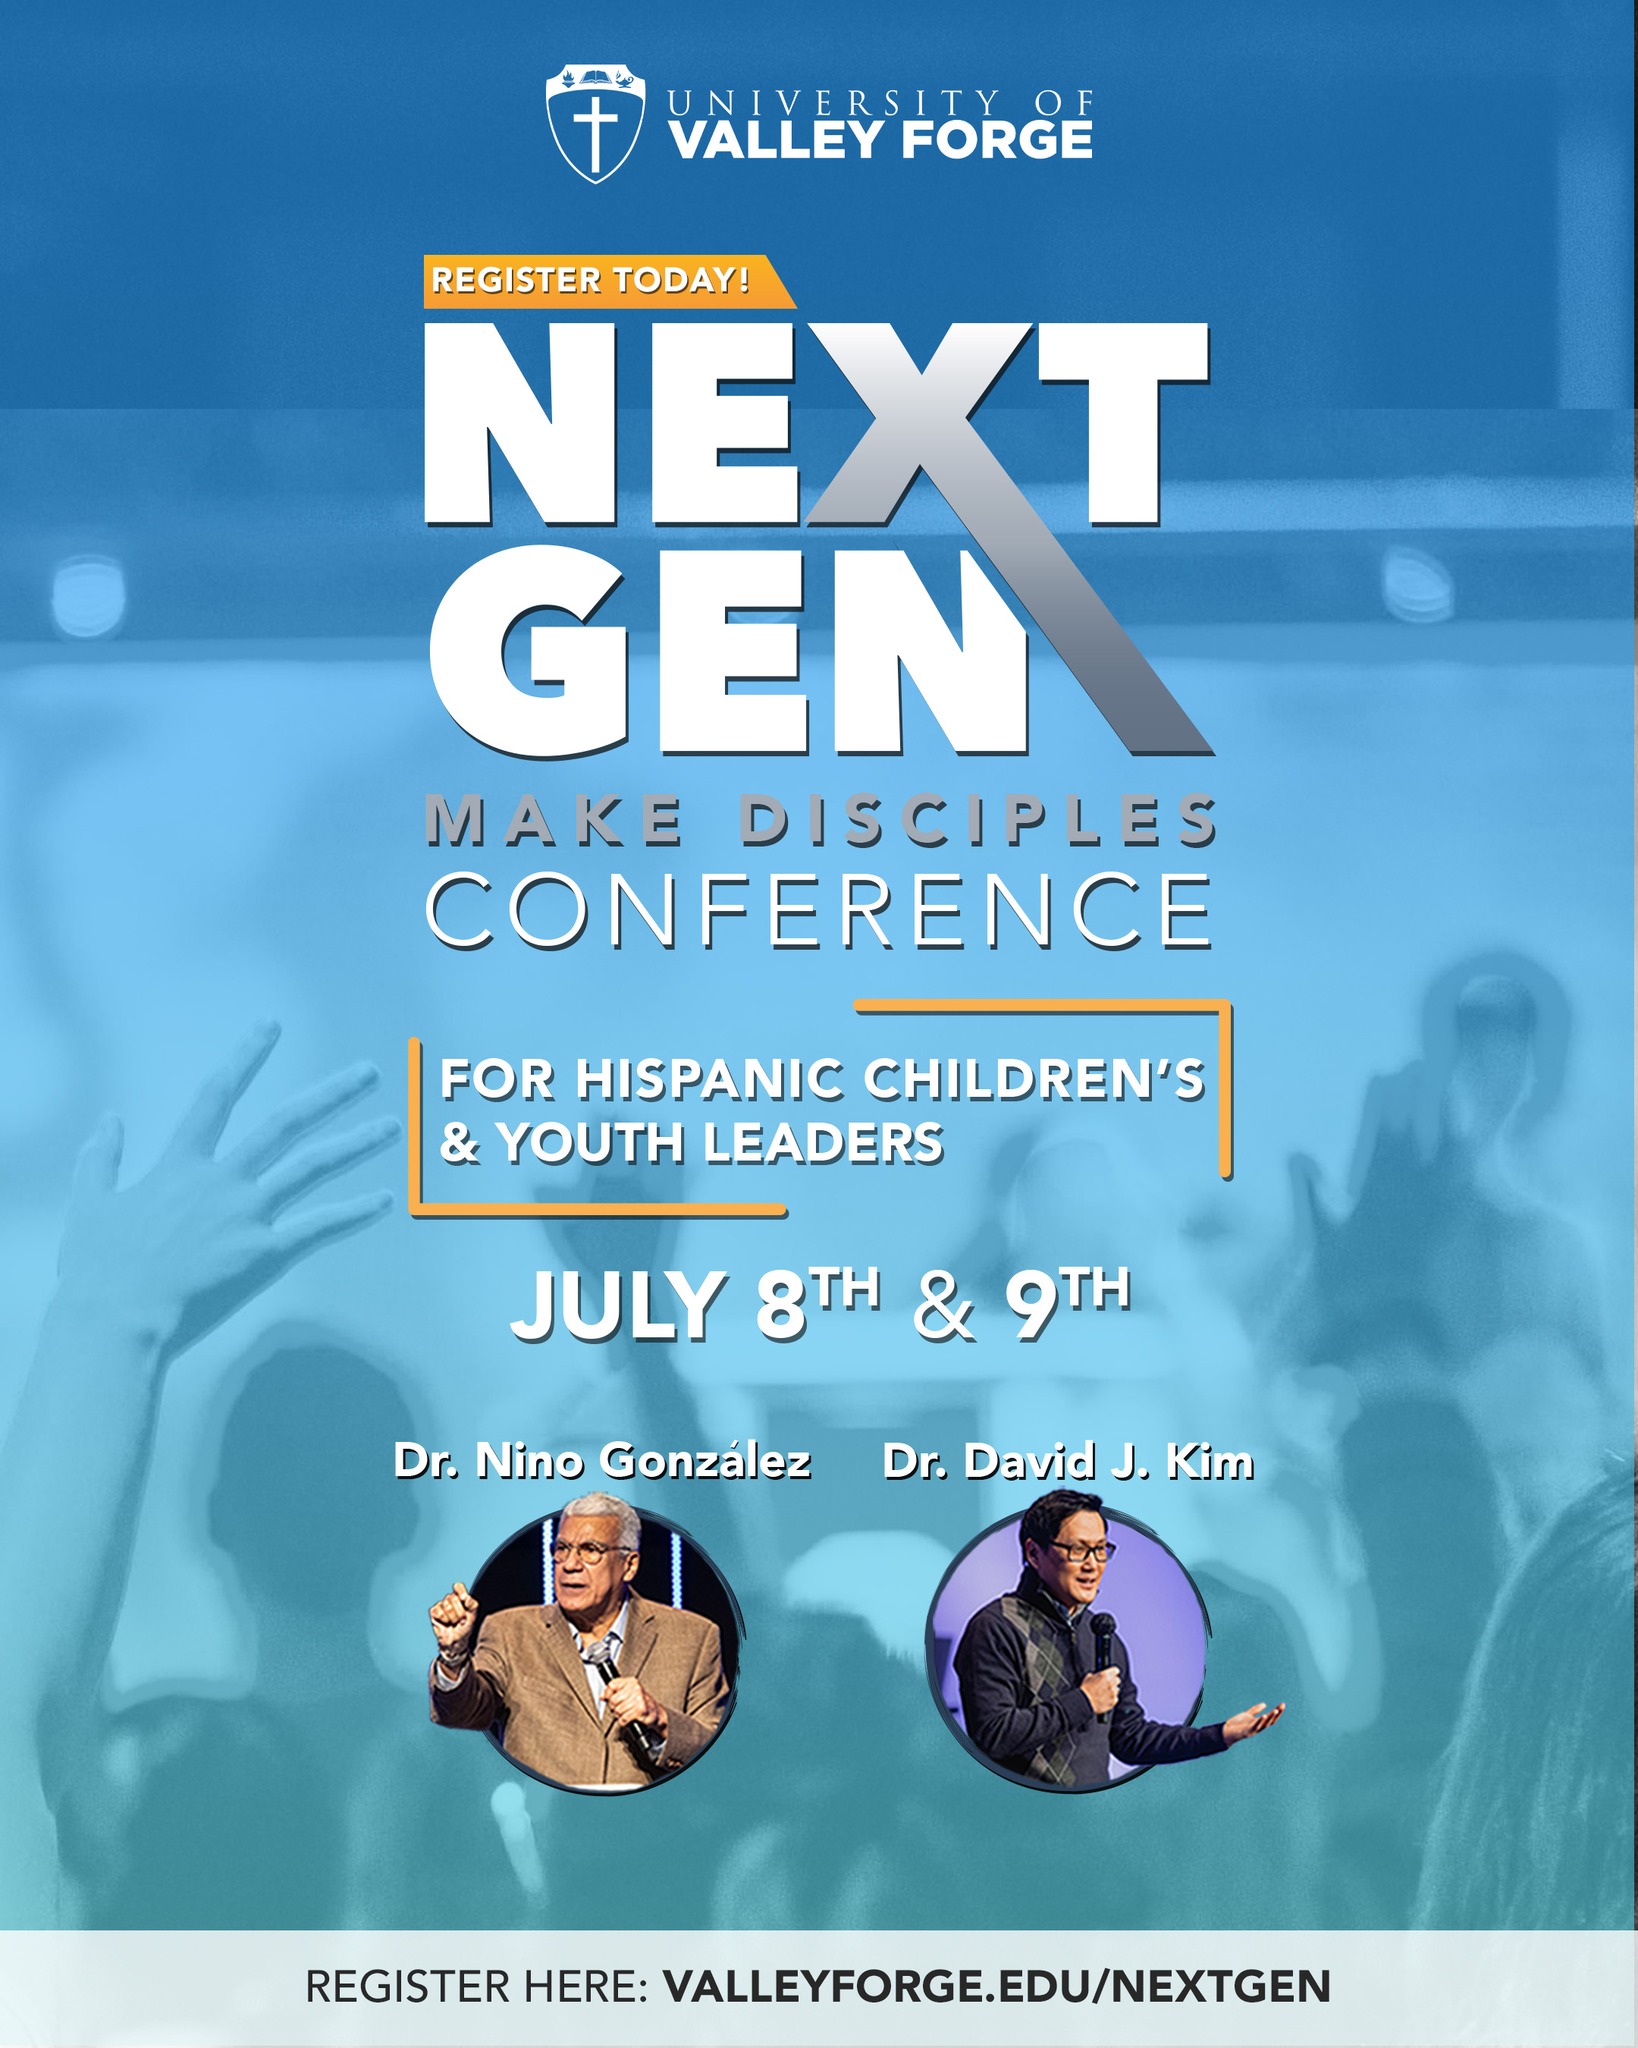 UNIVERSITY OF
VALLEY FORGE
REGISTER TODAY!
NEXT
GEN
MAKE DISCIPLES
CONFERENCE
FOR HISPANIC CHILDREN'S
& YOUTH LEADERS
JULY 8TH & 9TH
Dr. Nino González
Dr. David J. Kim
REGISTER HERE: VALLEYFORGE.EDU/NEXTGEN